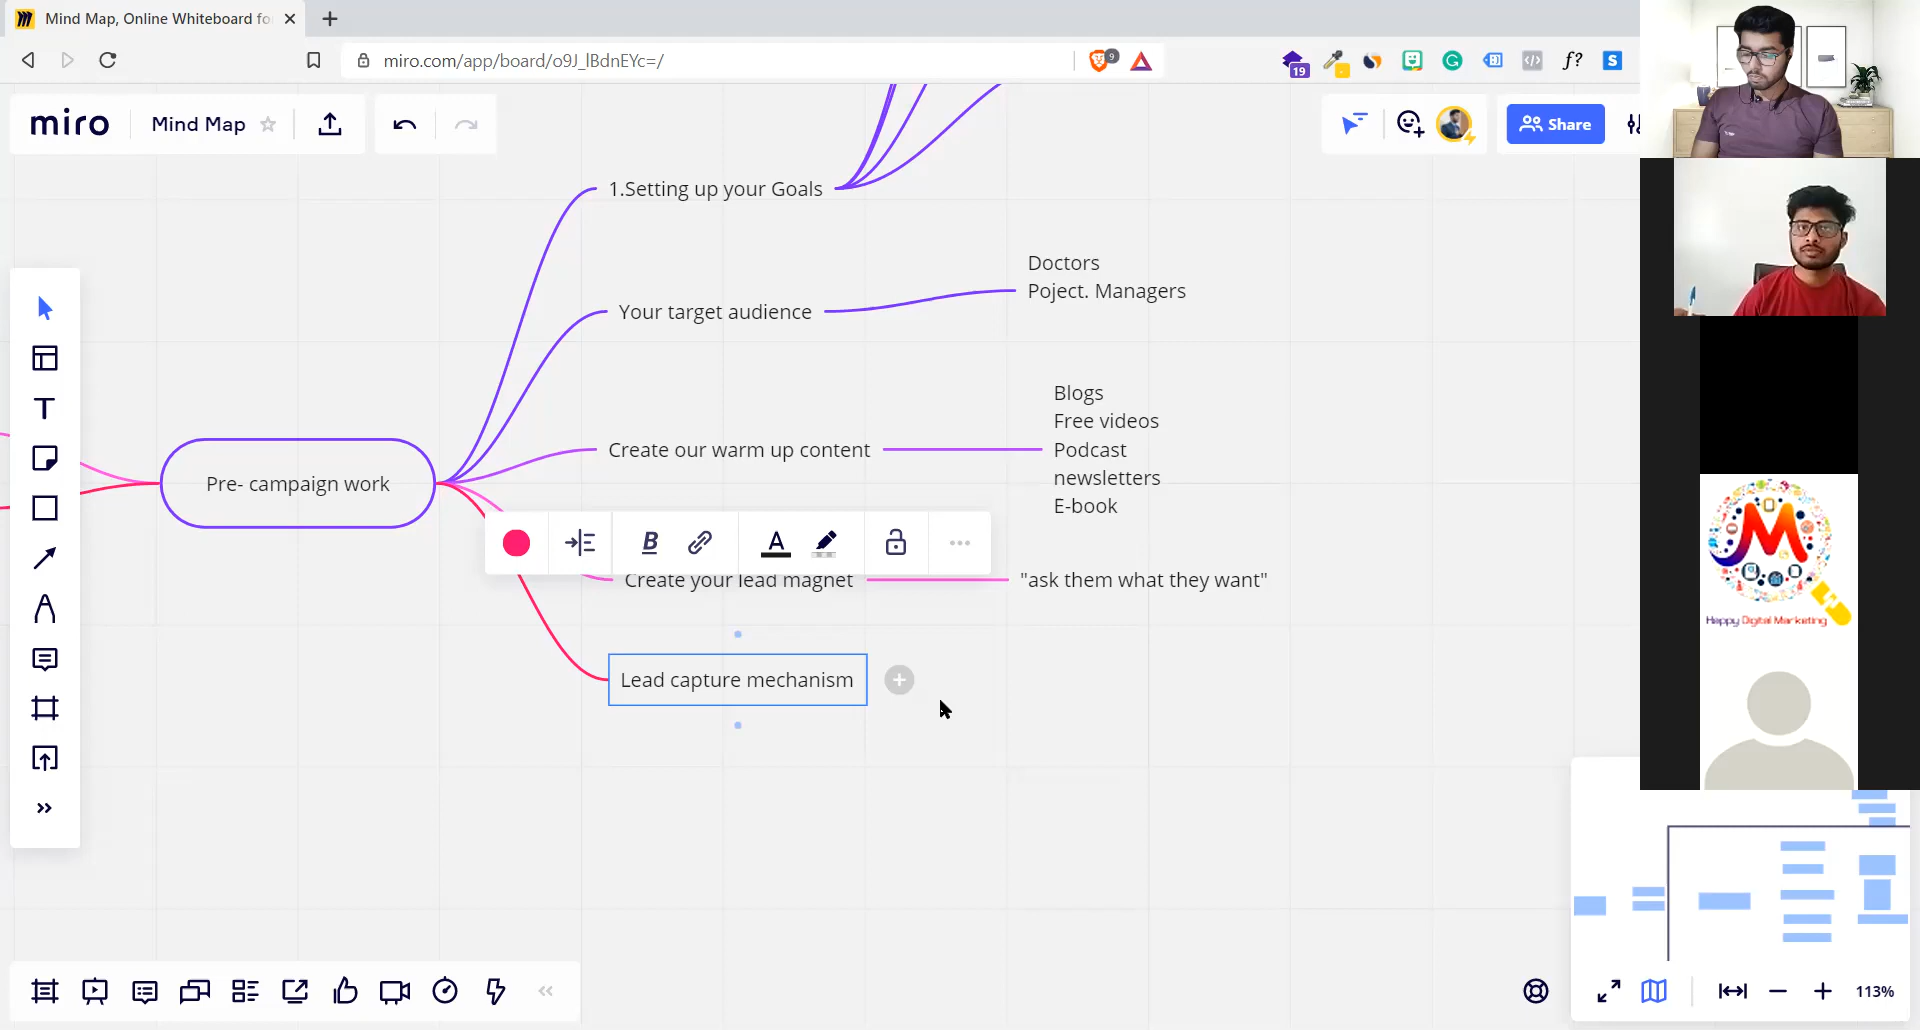 Mind Map, Online Whiteboard fo
miro.com/app/board/o9J_lBdnEYc=/
9
19
f?
S
miro
Mind Map
Share
1.Setting up your Goals
Doctors
Poject. Managers
Your target audience
Blogs
Free videos
Create our warm up content
Podcast
newsletters
E-book
Pre- campaign work
B
A
Create your lead magnet
"ask them what they want"
Lead capture mechanism
Happy Digital Marketing
113%